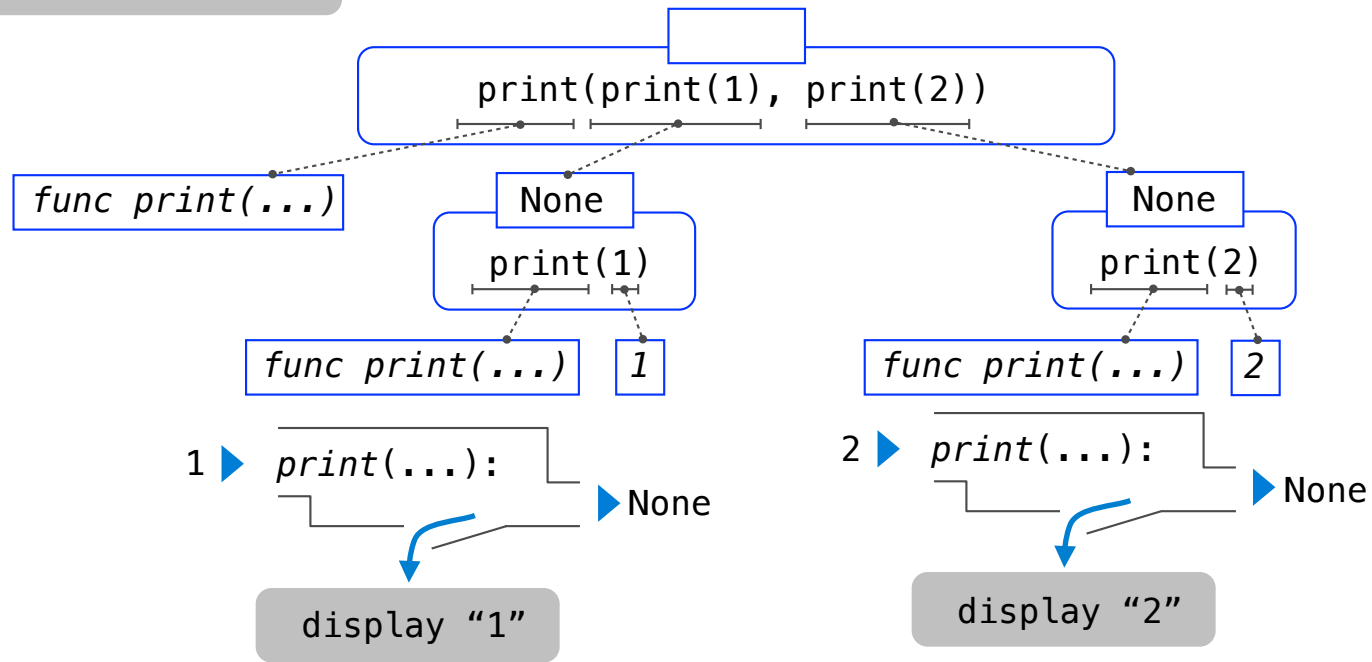 print(print(1), print(2))
func print(...)
None
None
print(1)
print(2)
func print(...)
1
func print(...)
2
1
print(...):
None
2
print(...):
None
display “1”
display “2”